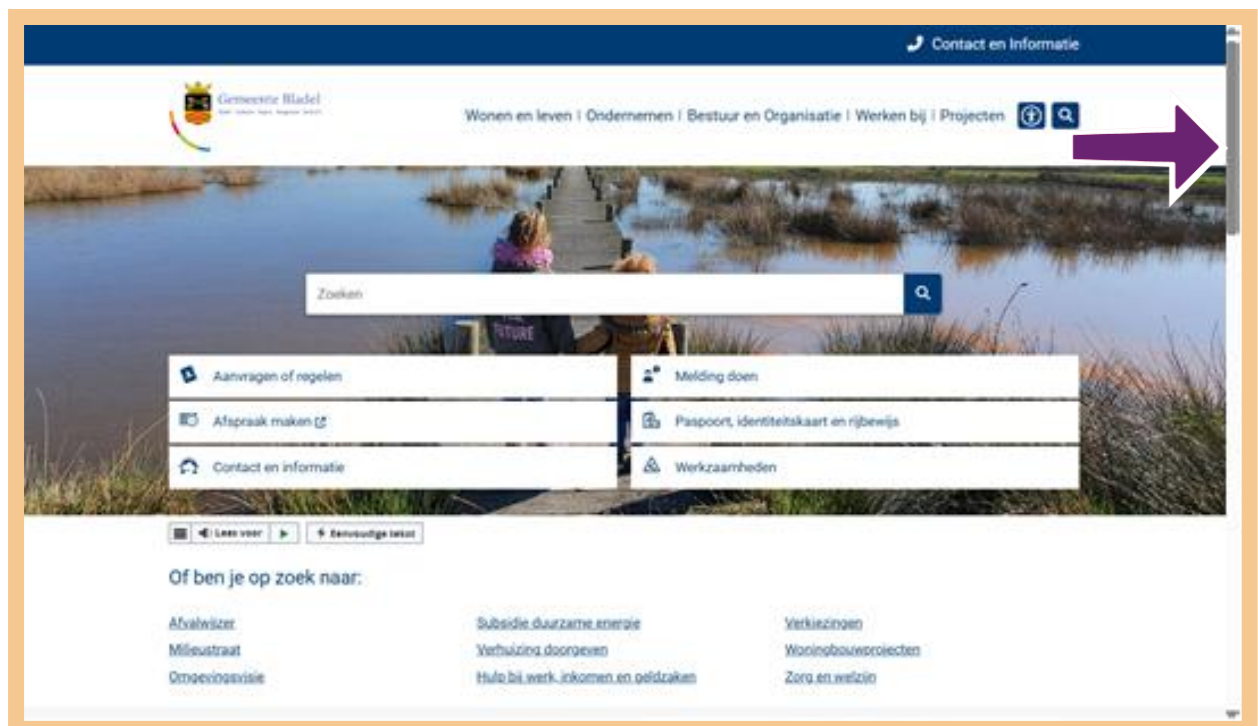 Contact en Informatie
Gemeente Bladel
Wonen en leven | Ondernemen | Bestuur en Organisatie | Werken bij | Projecten
Zoeken
FUTURE
Aanvragen of regelen
Melding doen
Afspraak maken
Paspoort, identiteitskaart en rijbewijs
Contact en informatie
Werkzaamheden
Lees voor
Eenvoudige tekst
Of ben je op zoek naar:
Afvalwijzer
Subsidie duurzame energie
Verkiezingen
Milieustraat
Verhuizing doorgeven
Woningbouwprojecten
Omgevingsvisie
Hulp bij werk, inkomen en geldzaken
Zorg en welzijn